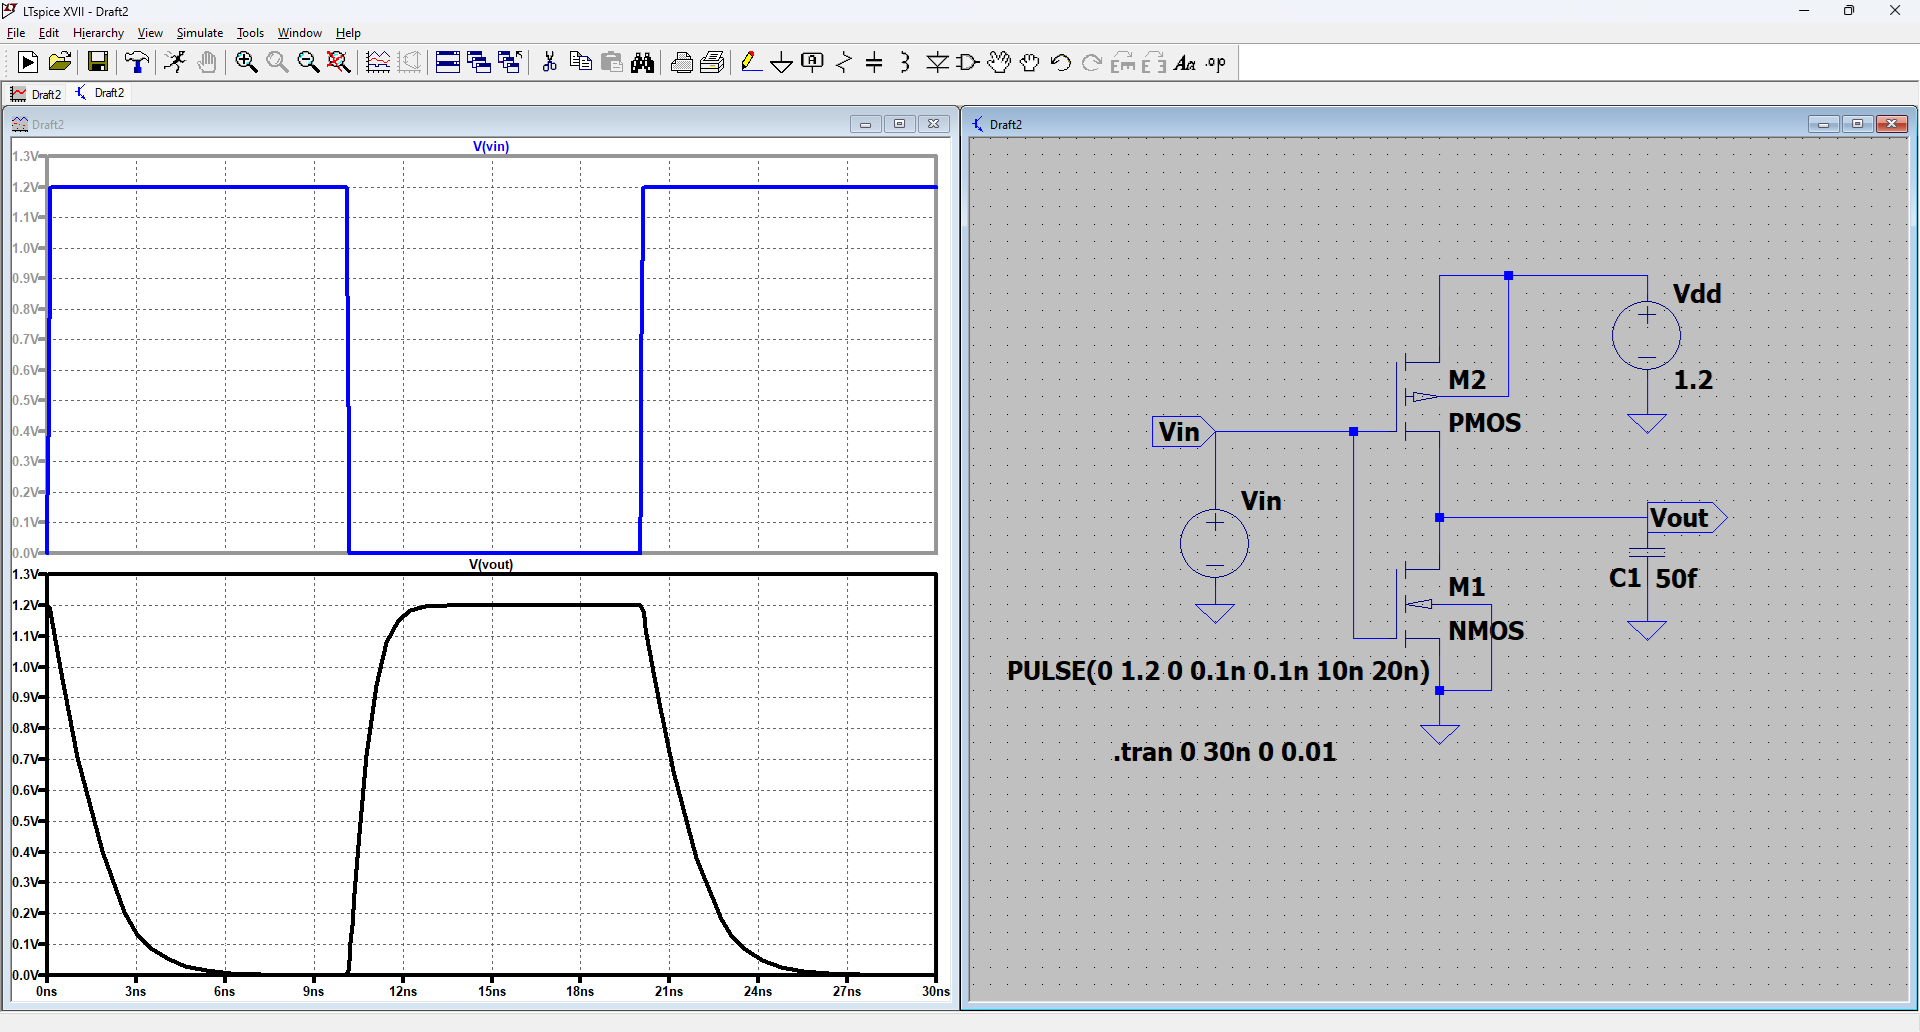 LTspice XVII - Draft2
File Edit Hierarchy View Simulate Tools Window Help
A Aa .op
Draft2 Draft2
Draft2
V(vin)
1.3V
1.2V
1.1V
1.0V
0.9V
0.8V
0.7V
0.6V
0.5V
0.4V
0.3V
0.2V
0.1V
0.0V
V(vout)
1.3V
1.2V
1.1V
1.0V
0.9V
0.8V
0.7V
0.6V
0.5V
0.4V
0.3V
0.2V
0.1V
0.0V
0ns 3ns 6ns 9ns 12ns 15ns 18ns 21ns 24ns 27ns 30ns
Draft2
Vdd
1.2
M2
PMOS
Vin
Vin
Vout
C1 50f
M1
NMOS
PULSE(0 1.2 0 0.1n 0.1n 10n 20n)
.tran 0 30n 0 0.01